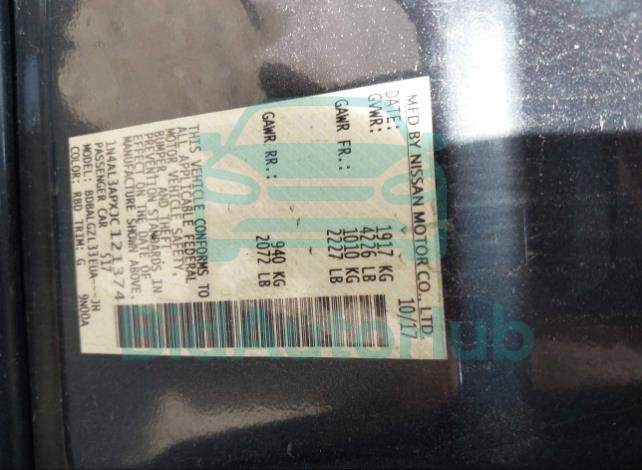 MFD BY NISSAN MOTOR CO., LTD.
DATE: 10/17
GVWR: 1917 KG
4226 LB
GAWR FR.: 1010 KG
2227 LB
GAWR RR.: 940 KG
2072 LB
THIS VEHICLE CONFORMS TO
ALL APPLICABLE FEDERAL
MOTOR VEHICLE SAFETY,
BUMPER, AND THEFT
PREVENTION STANDARDS IN
EFFECT ON THE DATE OF
MANUFACTURE SHOWN ABOVE.
1N4AL3APXJC121374
PASSENGER CAR S17
MODEL: BDBALGZL33EUA---JH
COLOR: RBD TRIM: G 9N00A
BidAutoHub